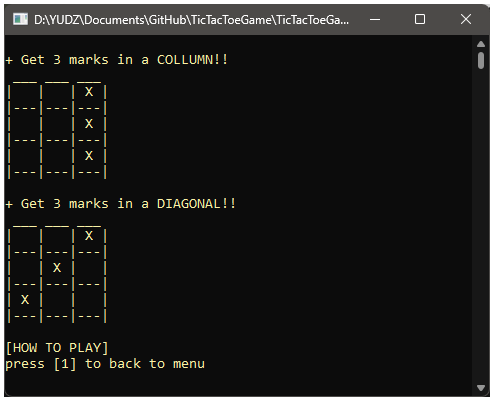 D:\YUDZ\Documents\GitHub\TicTacToeGame\TicTacToeGa...
+ Get 3 marks in a COLLUMN!!
 ___ ___ ___
|   |   | X |
|---|---|---|
|   |   | X |
|---|---|---|
|   |   | X |
|---|---|---|
+ Get 3 marks in a DIAGONAL!!
 ___ ___ ___
|   |   | X |
|---|---|---|
|   | X |   |
|---|---|---|
| X |   |   |
|---|---|---|
[HOW TO PLAY]
press [1] to back to menu